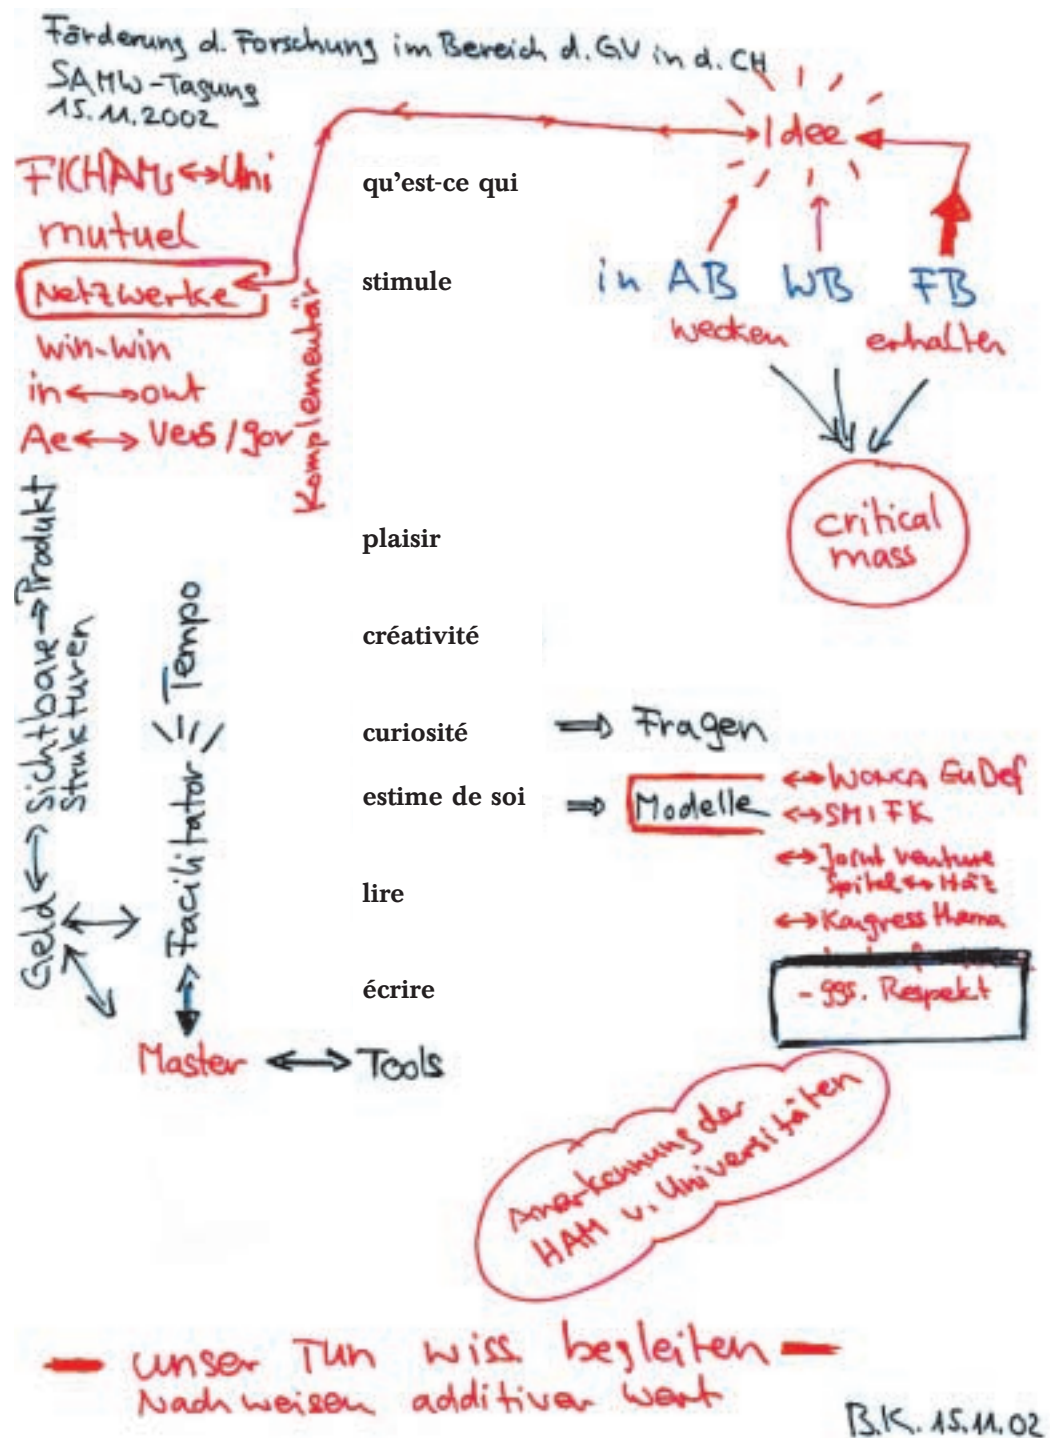 Förderung d. Forschung im Bereich d. GV in d. CH
SAMW-Tagung
15.11.2002
FICHAMs ↔ Uni
mutuel
Netzwerke
win-win
in ↔ out
Ae ↔ Vers / gov
Komplementär
Idee
in AB WB FB
wecken erhalten
critical
mass
qu'est-ce qui
stimule
plaisir
créativité
curiosité
estime de soi
lire
écrire
⇒ Fragen
⇒ Modelle
↔ WONCA EuDef
↔ SMIFK
↔ Joint venture
Spital ↔ HäZ
↔ Kongress thema
- ggs. Respekt
Geld ↔ Sichtbare → Produkt
Strukturen
Facilitator
Tempo
Master ⇔ Tools
Anerkennung der
HAM v. Universitäten
unser Tun wiss. begleiten
Nachweisen additiver Wert
B.K. 15.11.02